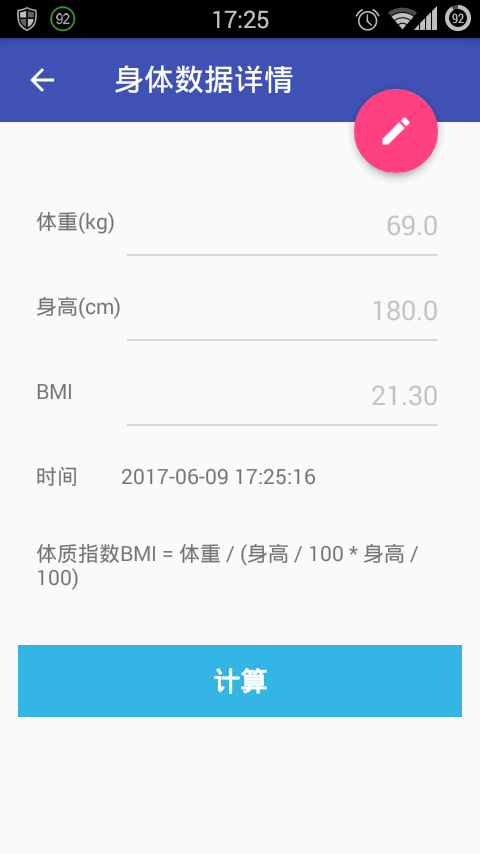 92 17:25 92
身体数据详情
体重(kg) 69.0
身高(cm) 180.0
BMI 21.30
时间 2017-06-09 17:25:16
体质指数BMI = 体重 / (身高 / 100 * 身高 /
100)
计算